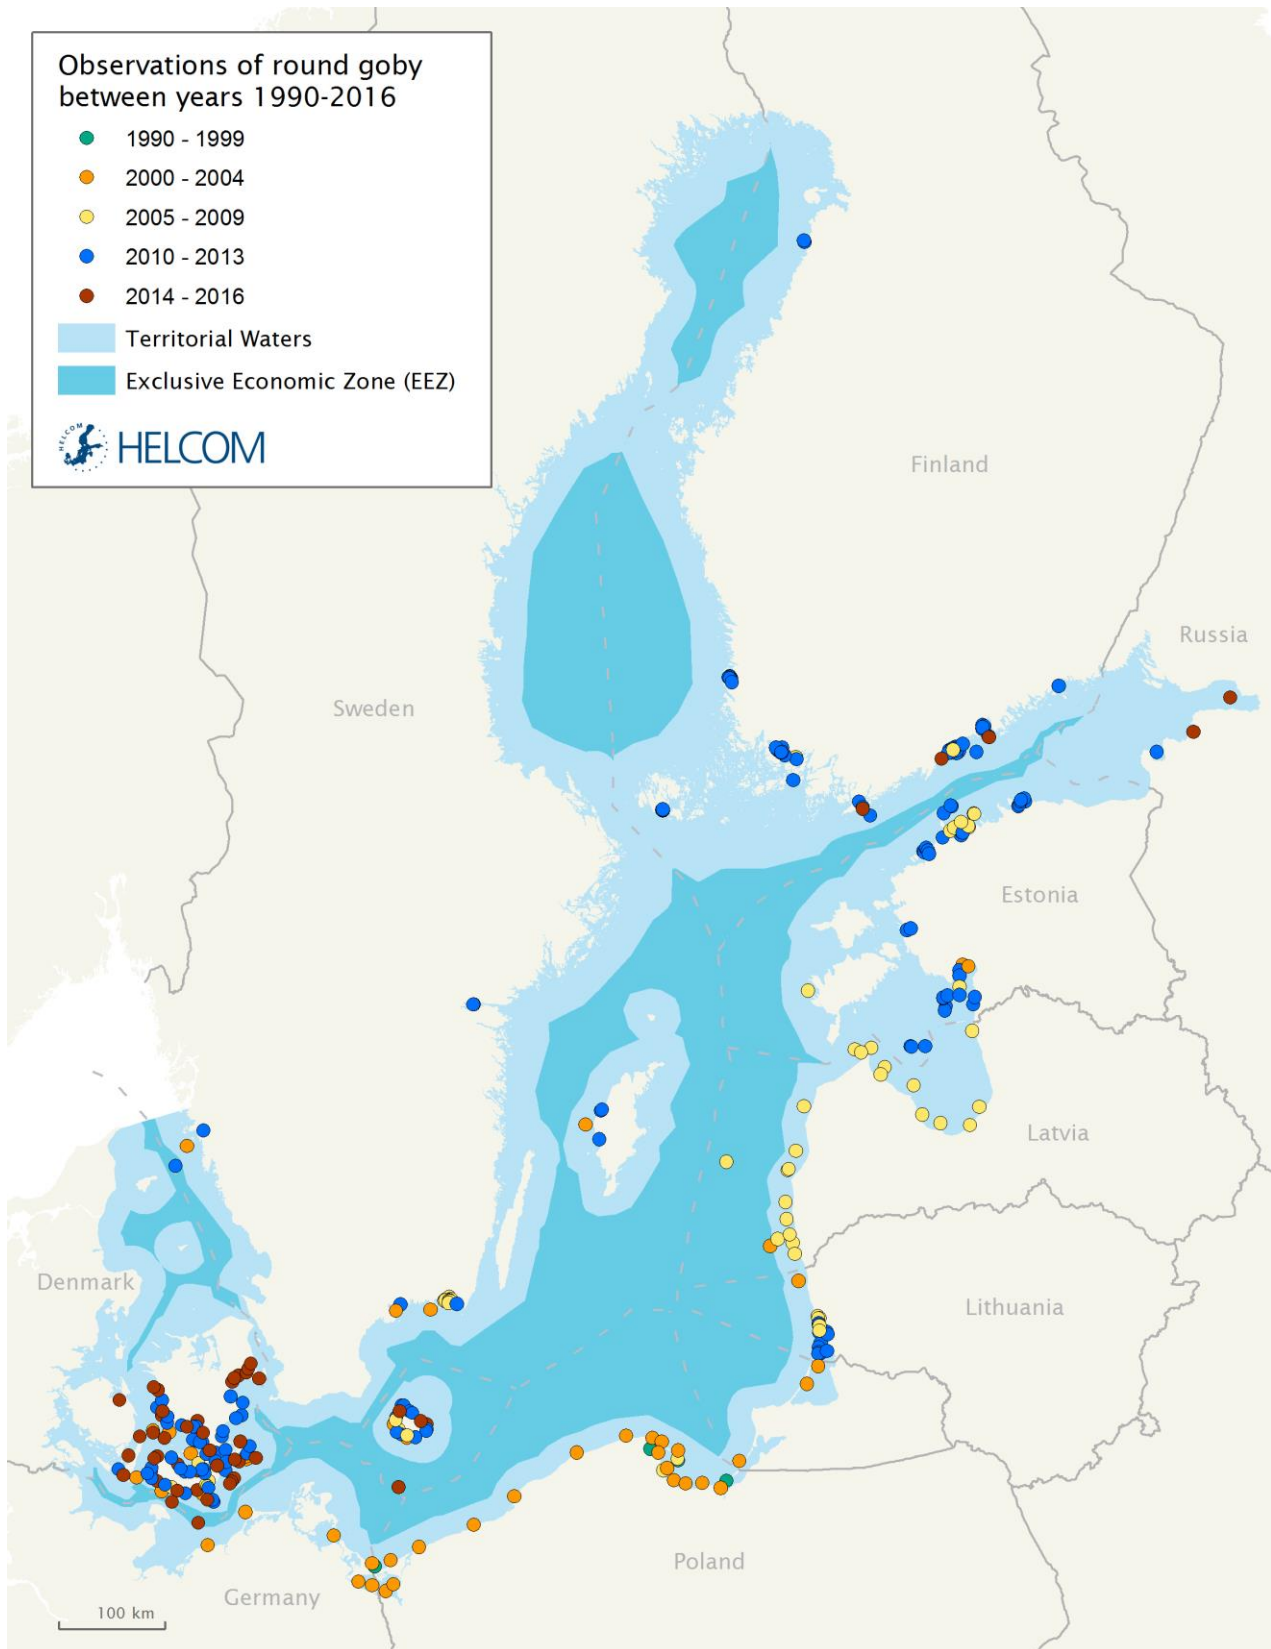 Observations of round goby
between years 1990-2016
1990 - 1999
2000 - 2004
2005 - 2009
2010 - 2013
2014 - 2016
Territorial Waters
Exclusive Economic Zone (EEZ)
HELCOM
HELCOM
Finland
Russia
Sweden
Estonia
Latvia
Denmark
Lithuania
Poland
Germany
100 km